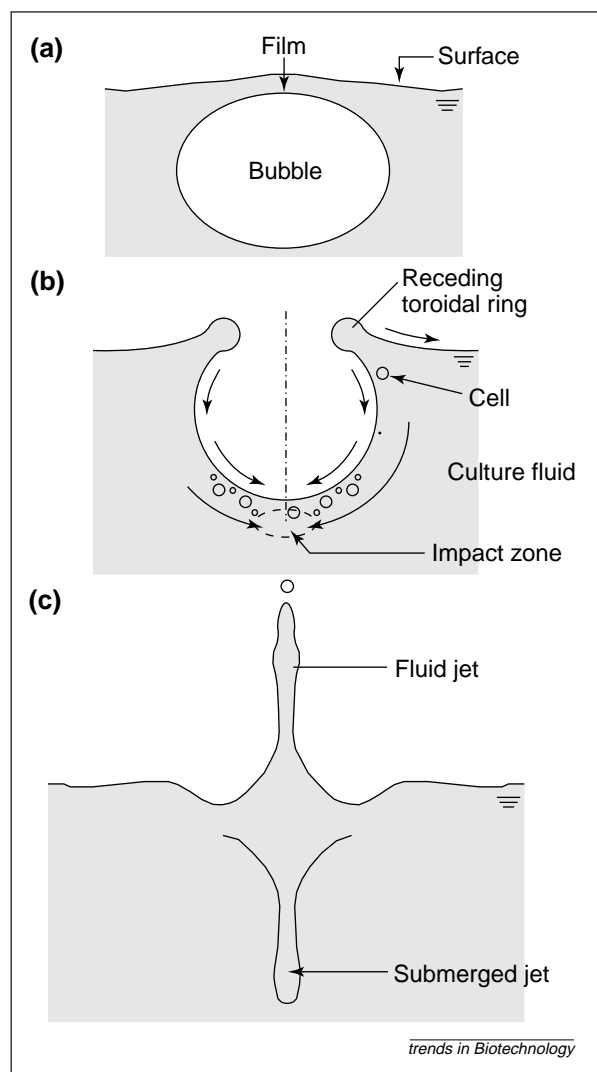 (a)
Film
Surface
Bubble
(b)
Receding
toroidal ring
Cell
Culture fluid
Impact zone
(c)
Fluid jet
Submerged jet
trends in Biotechnology